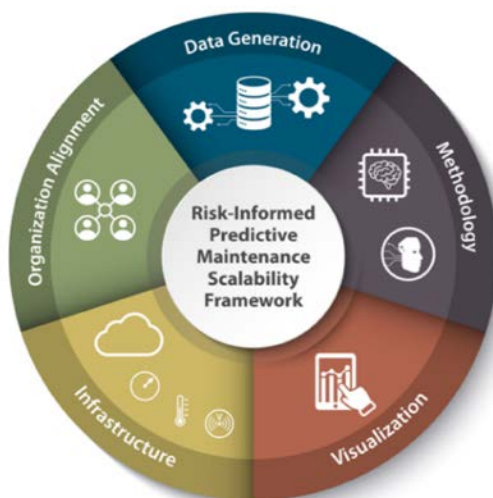 Data Generation
Methodology
Visualization
Infrastructure
Organization Alignment
Risk-Informed
Predictive
Maintenance
Scalability
Framework